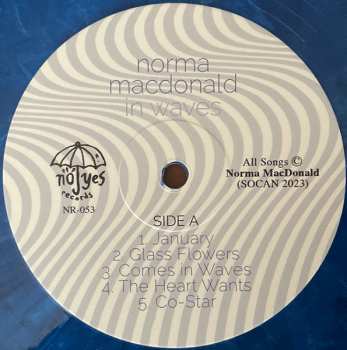 norma
macdonald
in waves
no yes
records
NR-053
All Songs ©
Norma MacDonald
(SOCAN 2023)
SIDE A
1. January
2. Glass Flowers
3. Comes in Waves
4. The Heart Wants
5. Co-Star